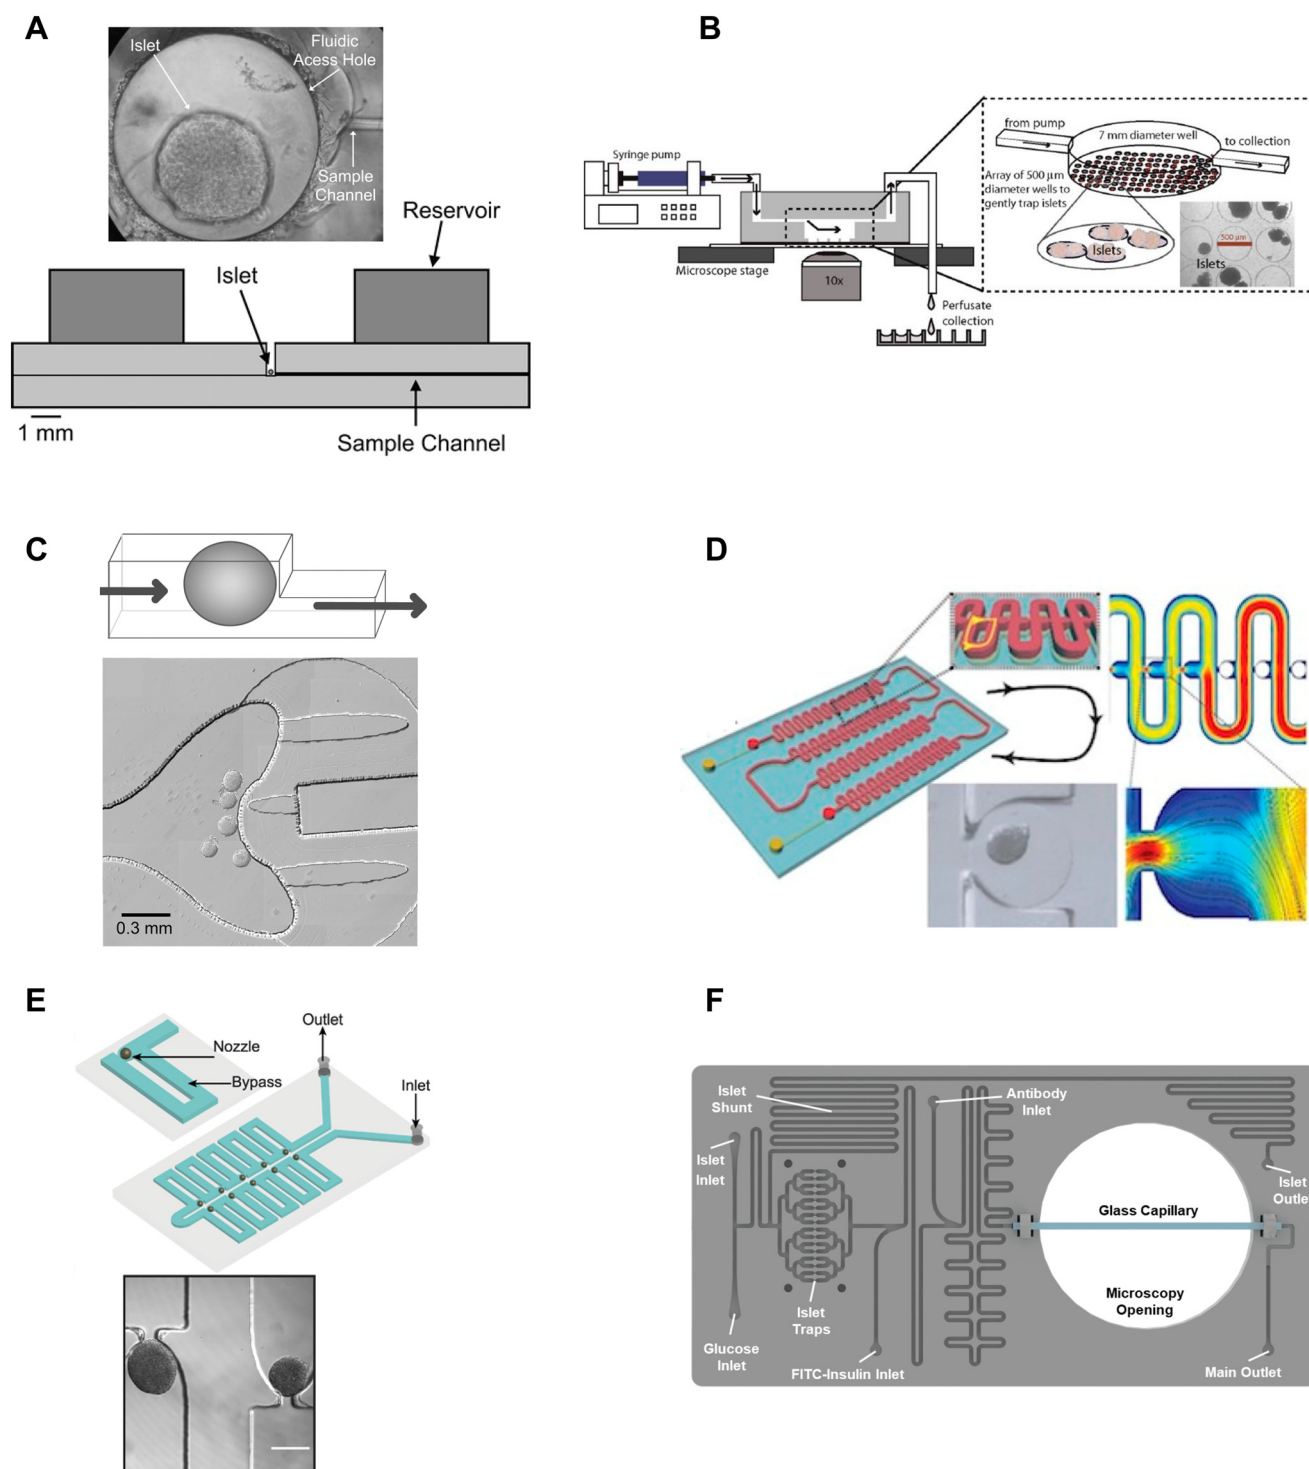 A
Islet
Fluidic
Acess Hole
Sample
Channel
Reservoir
Islet
1 mm
Sample Channel
B
Syringe pump
Microscope stage
10x
Perfusate
collection
from pump
7 mm diameter well
to collection
Array of 500 µm
diameter wells to
gently trap islets
Islets
500 µm
Islets
C
0.3 mm
D
E
Outlet
Nozzle
Bypass
Inlet
F
Islet
Shunt
Antibody
Inlet
Islet
Inlet
Islet
Outle
Glass Capillary
Microscopy
Opening
Islet
Traps
Glucose
Inlet
FITC-Insulin Inlet
Main Outlet